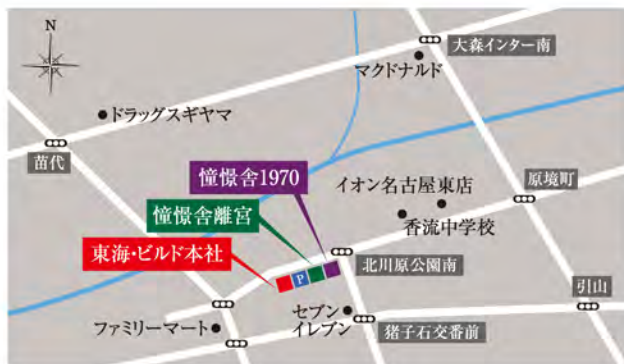 N
大森インター南
マクドナルド
ドラッグスギヤマ
苗代
憧憬舎1970
イオン名古屋東店
原境町
憧憬舎離宮
香流中学校
東海・ビルド本社
北川原公園南
P
引山
セブン
イレブン
ファミリーマート
猪子石交番前